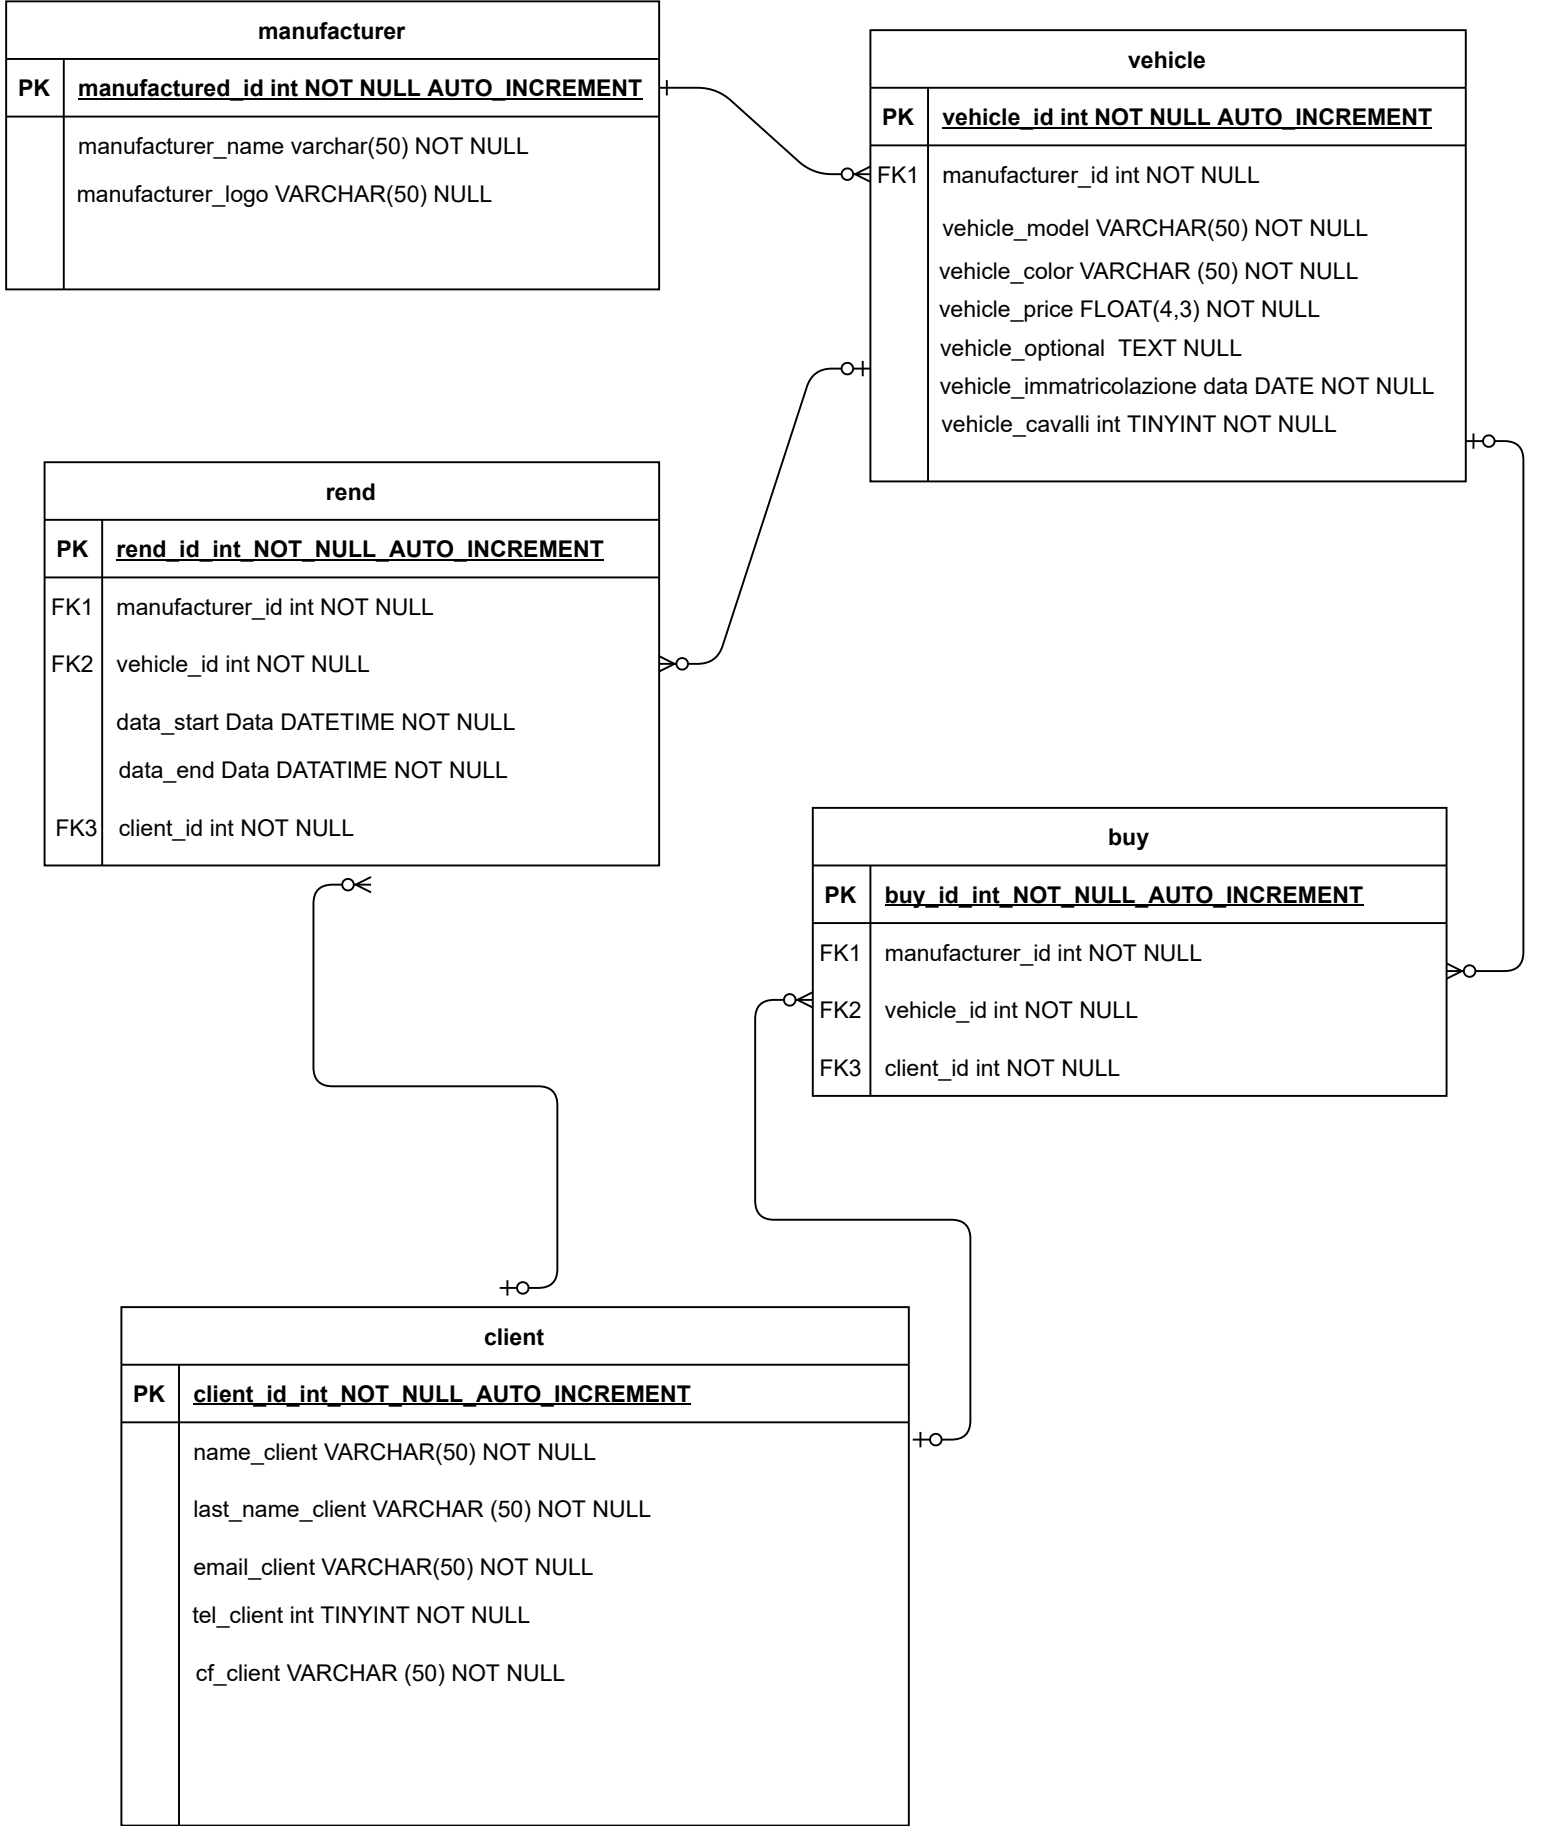 manufacturer
PK manufactured_id int NOT NULL AUTO_INCREMENT
manufacturer_name varchar(50) NOT NULL
manufacturer_logo VARCHAR(50) NULL
vehicle
PK vehicle_id int NOT NULL AUTO_INCREMENT
FK1 manufacturer_id int NOT NULL
vehicle_model VARCHAR(50) NOT NULL
vehicle_color VARCHAR (50) NOT NULL
vehicle_price FLOAT(4,3) NOT NULL
vehicle_optional  TEXT NULL
vehicle_immatricolazione data DATE NOT NULL
vehicle_cavalli int TINYINT NOT NULL
rend
PK rend_id_int_NOT_NULL_AUTO_INCREMENT
FK1 manufacturer_id int NOT NULL
FK2 vehicle_id int NOT NULL
data_start Data DATETIME NOT NULL
data_end Data DATATIME NOT NULL
FK3 client_id int NOT NULL
buy
PK buy_id_int_NOT_NULL_AUTO_INCREMENT
FK1 manufacturer_id int NOT NULL
FK2 vehicle_id int NOT NULL
FK3 client_id int NOT NULL
client
PK client_id_int_NOT_NULL_AUTO_INCREMENT
name_client VARCHAR(50) NOT NULL
last_name_client VARCHAR (50) NOT NULL
email_client VARCHAR(50) NOT NULL
tel_client int TINYINT NOT NULL
cf_client VARCHAR (50) NOT NULL